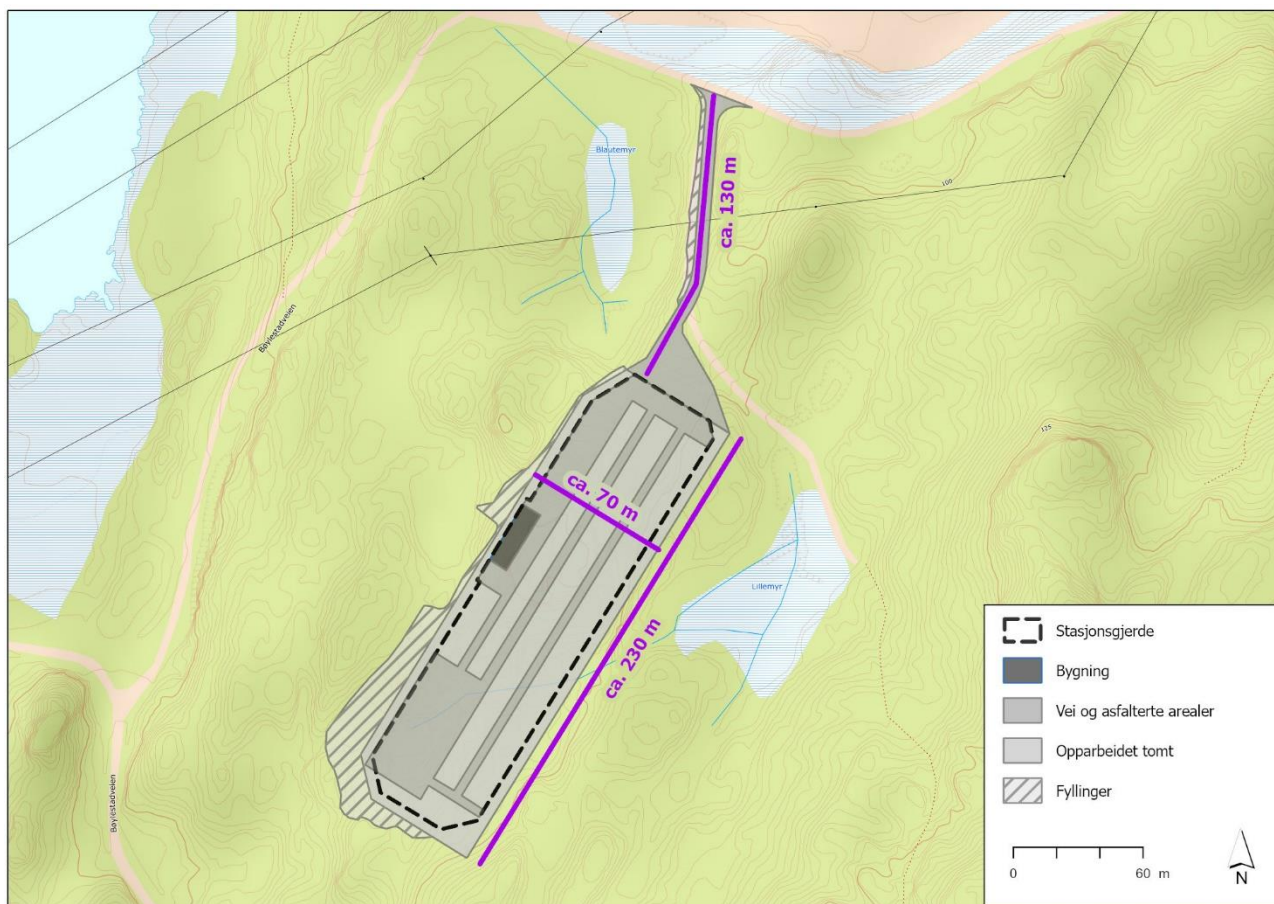 Blautemyr
100
ca. 130 m
Bøylestadveien
125
ca. 70 m
Lillemyr
ca. 230 m
Bøylestadveien
Stasjonsgjerde
Bygning
Vei og asfalterte arealer
Opparbeidet tomt
Fyllinger
0 60 m
N